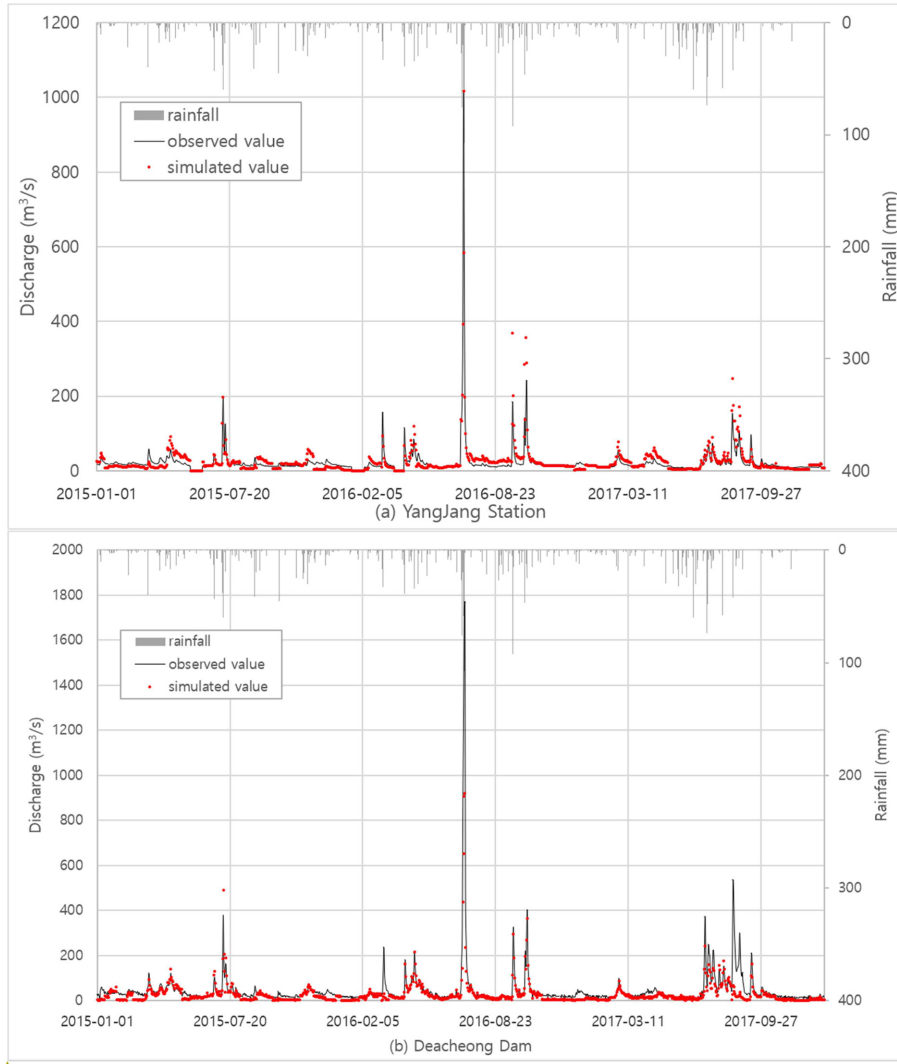 1200
1000
800
600
400
200
0
Discharge (m³/s)
0
100
200
300
400
Rainfall (mm)
rainfall
observed value
simulated value
2015-01-01 2015-07-20 2016-02-05 2016-08-23 2017-03-11 2017-09-27
(a) YangJang Station
2000
1800
1600
1400
1200
1000
800
600
400
200
0
Discharge (m³/s)
0
100
200
300
400
Rainfall (mm)
rainfall
observed value
simulated value
2015-01-01 2015-07-20 2016-02-05 2016-08-23 2017-03-11 2017-09-27
(b) Deacheong Dam